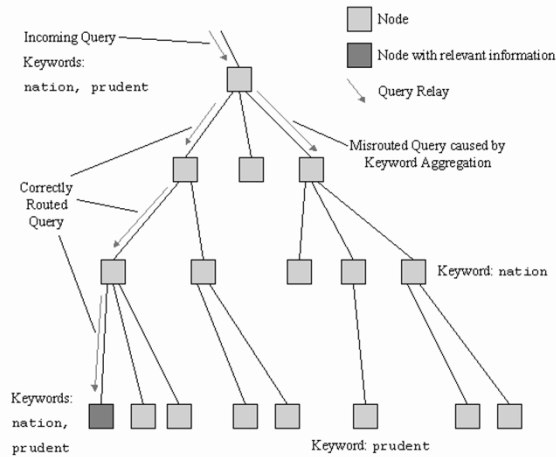 Incoming Query
Keywords:
nation, prudent
Node
Node with relevant information
Query Relay
Misrouted Query caused by
Keyword Aggregation
Correctly
Routed
Query
Keyword: nation
Keywords:
nation,
prudent
Keyword: prudent